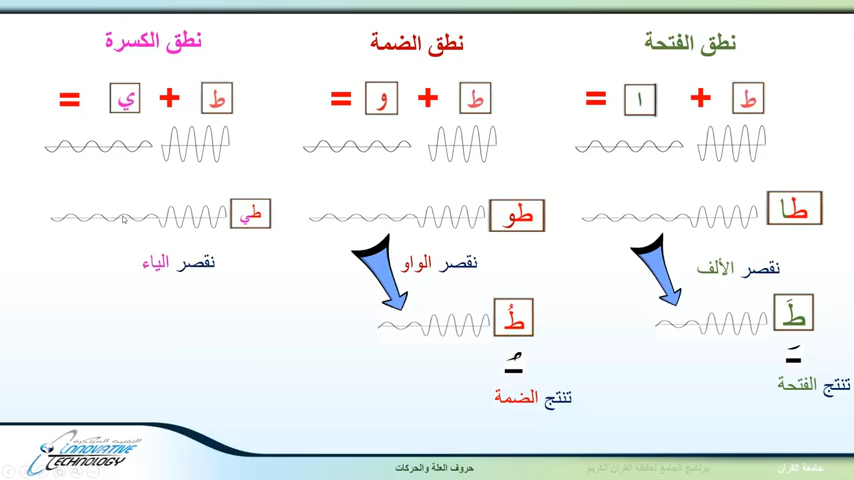 نطق الفتحة
نطق الضمة
نطق الكسرة
ط + ا =
ط + و =
ط + ي =
طا
طو
طي
نقصر الألف
نقصر الواو
نقصر الياء
طَ
طُ
تنتج الفتحة
تنتج الضمة
INNOVATIVE
TECHNOLOGY
حروف العلة والحركات
برنامج الجامع لحفظة القرآن الكريم
جامعة القرآن